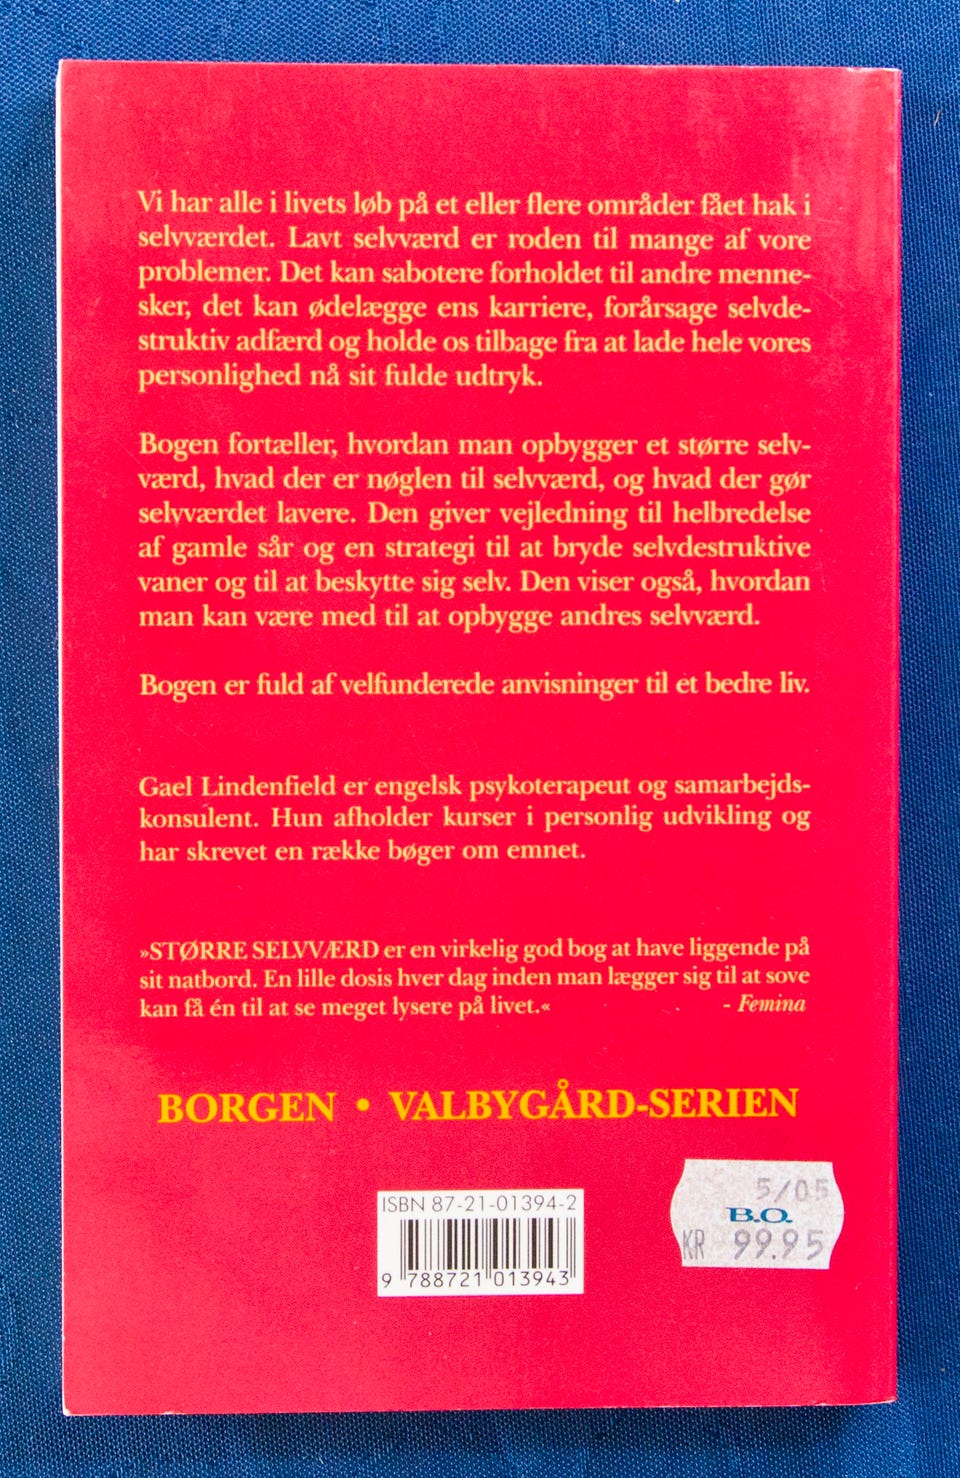 Vi har alle i livets løb på et eller flere områder fået hak i
selvværdet. Lavt selvværd er roden til mange af vore
problemer. Det kan sabotere forholdet til andre menne-
sker, det kan ødelægge ens karriere, forårsage selvde-
struktiv adfærd og holde os tilbage fra at lade hele vores
personlighed nå sit fulde udtryk.
Bogen fortæller, hvordan man opbygger et større selv-
værd, hvad der er nøglen til selvværd, og hvad der gør
selvværdet lavere. Den giver vejledning til helbredelse
af gamle sår og en strategi til at bryde selvdestruktive
vaner og til at beskytte sig selv. Den viser også, hvordan
man kan være med til at opbygge andres selvværd.
Bogen er fuld af velfunderede anvisninger til et bedre liv.
Gael Lindenfield er engelsk psykoterapeut og samarbejds-
konsulent. Hun afholder kurser i personlig udvikling og
har skrevet en række bøger om emnet.
»STØRRE SELVVÆRD er en virkelig god bog at have liggende på
sit natbord. En lille dosis hver dag inden man lægger sig til at sove
kan få én til at se meget lysere på livet.« - Femina
BORGEN • VALBYGÅRD-SERIEN
ISBN 87-21-01394-2
9 788721 013943
5/05
B.O.
KR 99.95